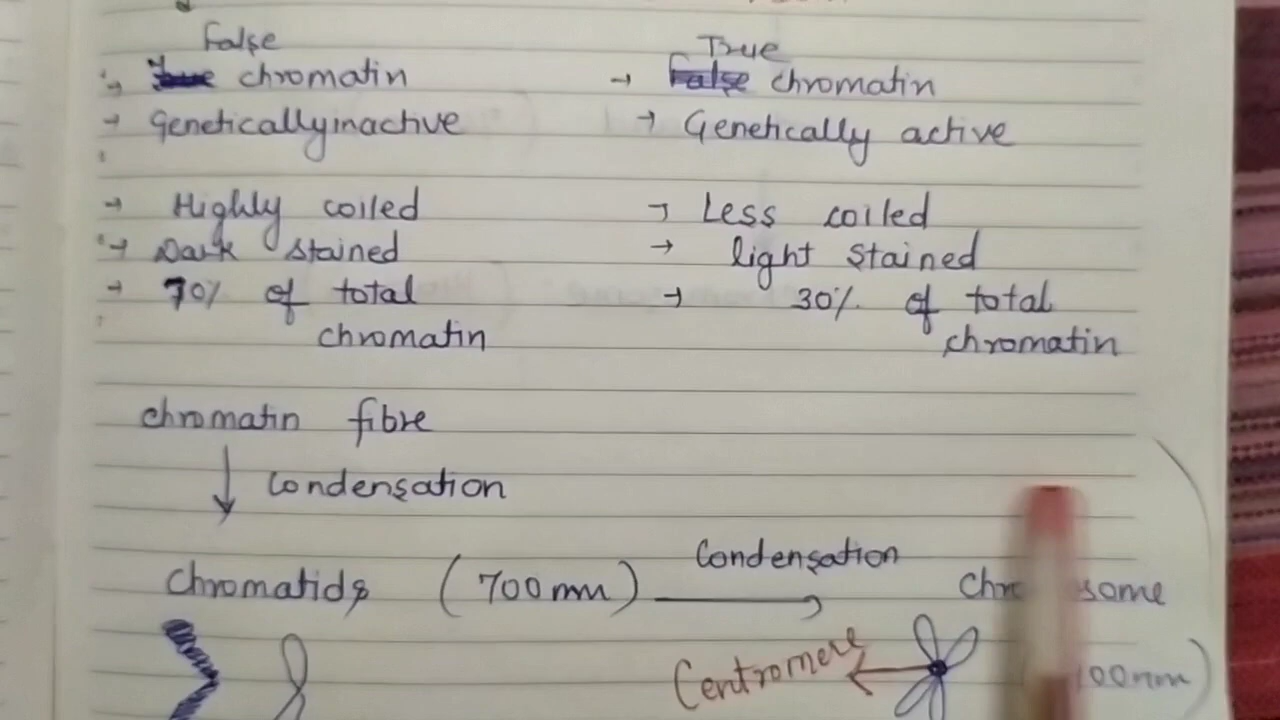 False True
→ chromatin → chromatin
→ Genetically inactive → Genetically active
→ Highly coiled → Less coiled
→ Dark stained → light stained
→ 70% of total → 30% of total
chromatin chromatin
chromatin fibre
↓ Condensation
Condensation
Chromatids (700nm) →
Centromere